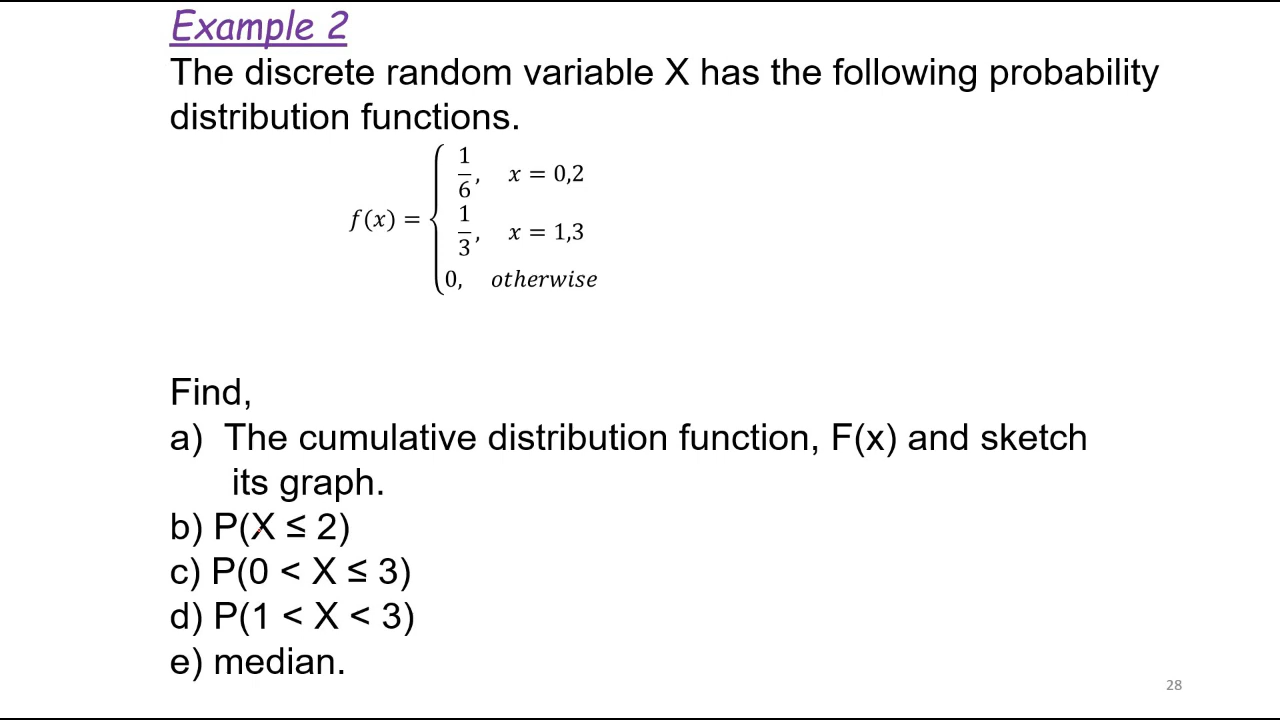 Example 2
The discrete random variable X has the following probability
distribution functions.
f(x) = { 1/6, x = 0,2
1/3, x = 1,3
0, otherwise
Find,
a) The cumulative distribution function, F(x) and sketch
its graph.
b) P(X ≤ 2)
c) P(0 < X ≤ 3)
d) P(1 < X < 3)
e) median.
28